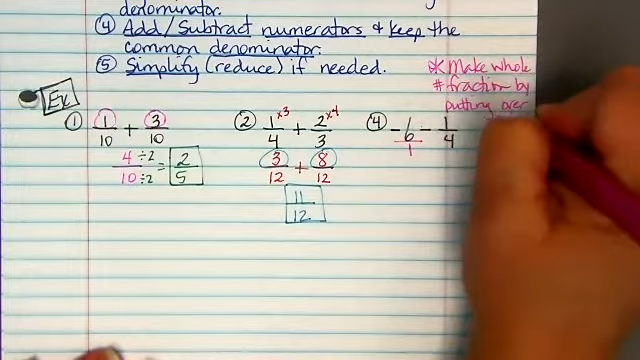 denominator.
④ Add/Subtract numerators & keep the
common denominator.
⑤ Simplify (reduce) if needed.
* make whole
# fraction by
putting over
Ex
① 1/10 + 3/10
4÷2/10÷2 = 2/5
② 1×3/4 + 2×4/3
3/12 + 8/12
11/12
④ -6/1 - 1/4